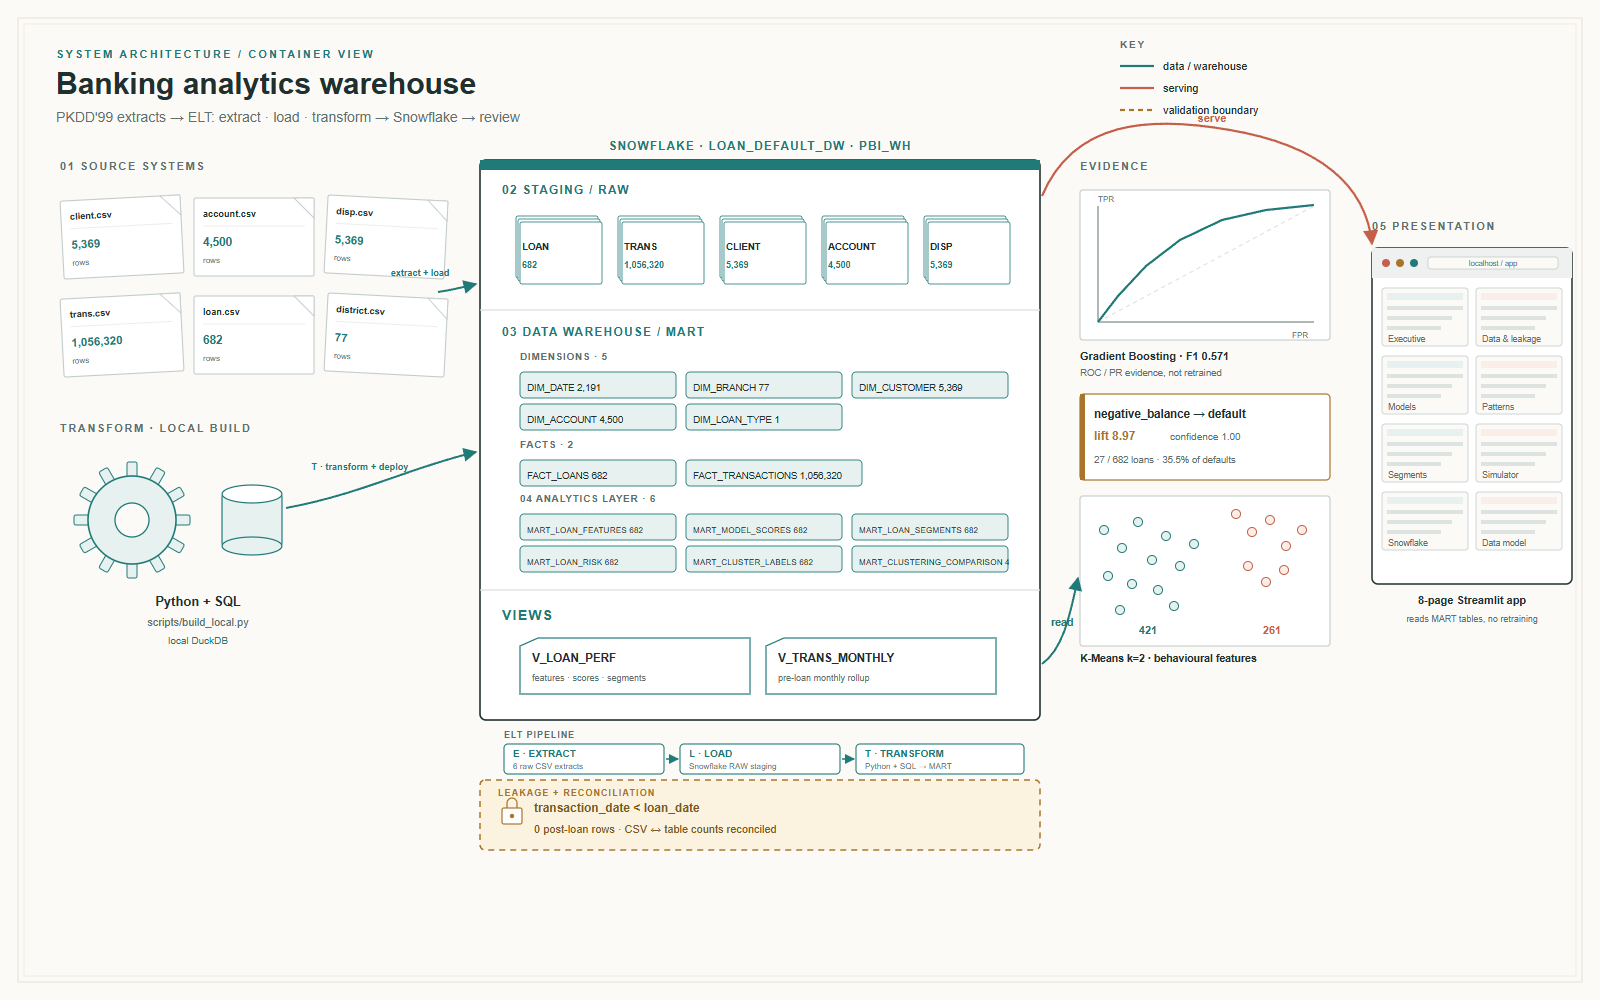 SYSTEM ARCHITECTURE / CONTAINER VIEW
Banking analytics warehouse
PKDD'99 extracts → ELT: extract · load · transform → Snowflake → review
KEY
data / warehouse
serving
validation boundary
serve
01 SOURCE SYSTEMS
client.csv
5,369
rows
account.csv
4,500
rows
disp.csv
5,369
rows
extract + load
trans.csv
1,056,320
rows
loan.csv
682
rows
district.csv
77
rows
TRANSFORM · LOCAL BUILD
T · transform + deploy
Python + SQL
scripts/build_local.py
local DuckDB
SNOWFLAKE · LOAN_DEFAULT_DW · PBI_WH
02 STAGING / RAW
LOAN
682
TRANS
1,056,320
CLIENT
5,369
ACCOUNT
4,500
DISP
5,369
03 DATA WAREHOUSE / MART
DIMENSIONS · 5
DIM_DATE 2,191
DIM_BRANCH 77
DIM_CUSTOMER 5,369
DIM_ACCOUNT 4,500
DIM_LOAN_TYPE 1
FACTS · 2
FACT_LOANS 682
FACT_TRANSACTIONS 1,056,320
04 ANALYTICS LAYER · 6
MART_LOAN_FEATURES 682
MART_MODEL_SCORES 682
MART_LOAN_SEGMENTS 682
MART_LOAN_RISK 682
MART_CLUSTER_LABELS 682
MART_CLUSTERING_COMPARISON 4
VIEWS
V_LOAN_PERF
features · scores · segments
V_TRANS_MONTHLY
pre-loan monthly rollup
ELT PIPELINE
E · EXTRACT
6 raw CSV extracts
L · LOAD
Snowflake RAW staging
T · TRANSFORM
Python + SQL → MART
LEAKAGE + RECONCILIATION
transaction_date < loan_date
0 post-loan rows · CSV ↔ table counts reconciled
EVIDENCE
TPR
FPR
Gradient Boosting · F1 0.571
ROC / PR evidence, not retrained
negative_balance → default
lift 8.97
confidence 1.00
27 / 682 loans · 35.5% of defaults
read
421
261
K-Means k=2 · behavioural features
05 PRESENTATION
localhost / app
Executive
Data & leakage
Models
Patterns
Segments
Simulator
Snowflake
Data model
8-page Streamlit app
reads MART tables, no retraining